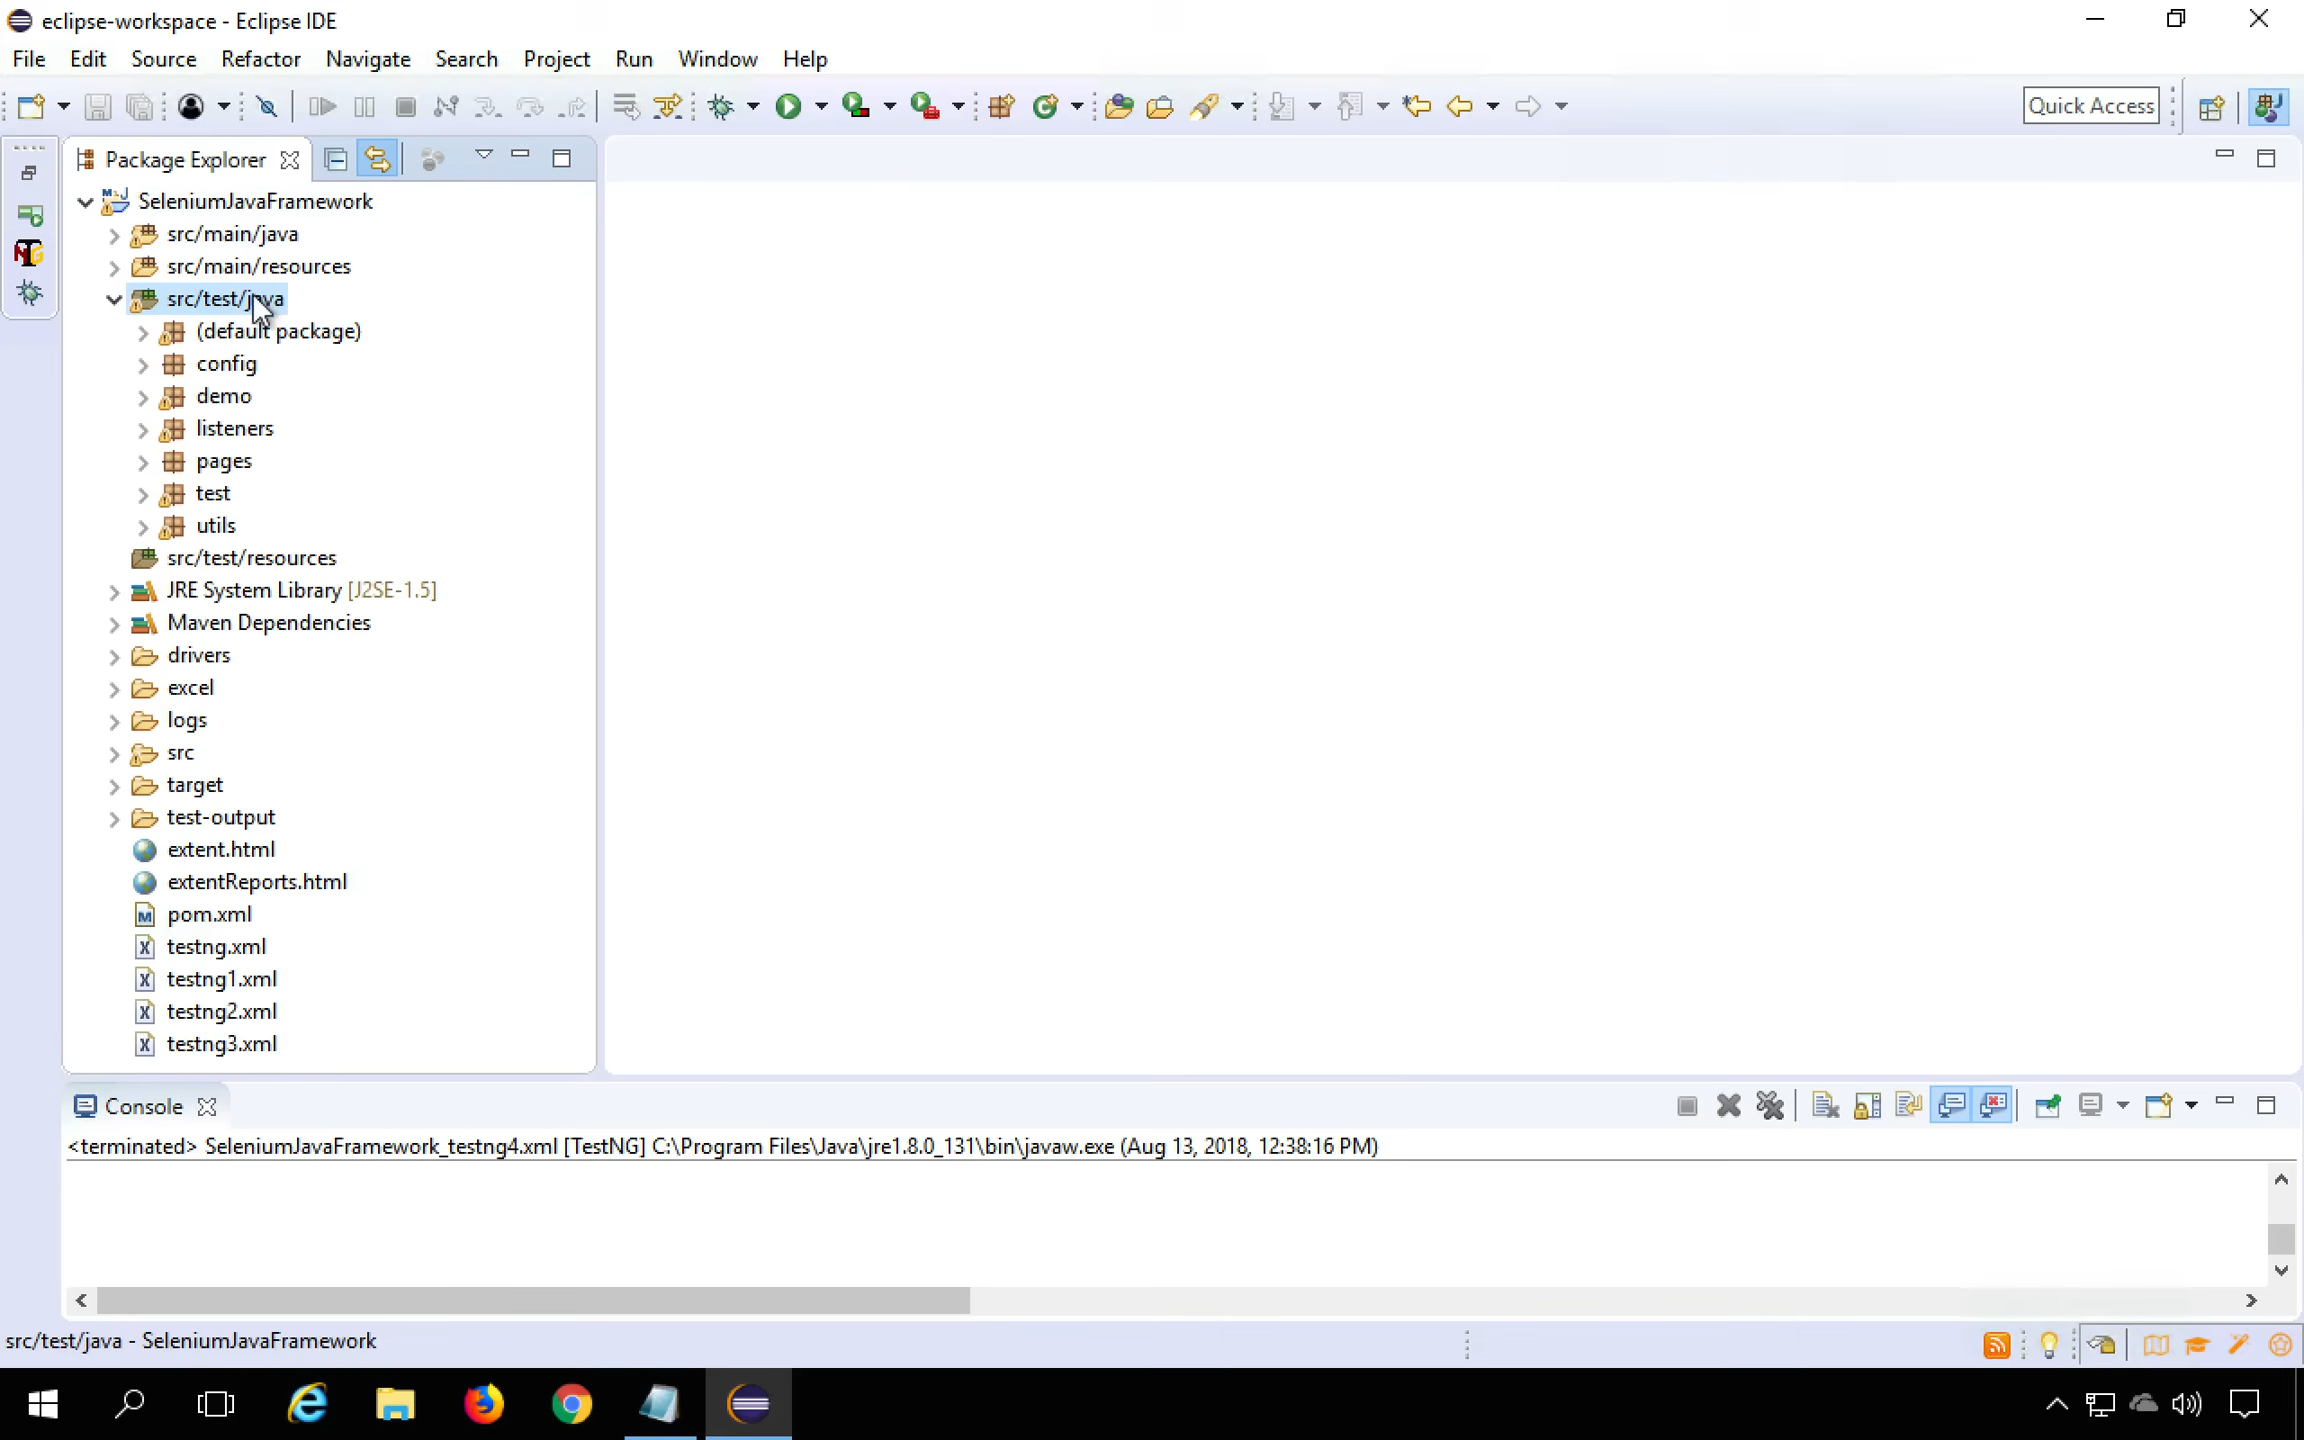 eclipse-workspace - Eclipse IDE
File Edit Source Refactor Navigate Search Project Run Window Help
Quick Access
Package Explorer
SeleniumJavaFramework
src/main/java
src/main/resources
src/test/java
(default package)
config
demo
listeners
pages
test
utils
src/test/resources
JRE System Library [J2SE-1.5]
Maven Dependencies
drivers
excel
logs
src
target
test-output
extent.html
extentReports.html
pom.xml
testng.xml
testng1.xml
testng2.xml
testng3.xml
Console
<terminated> SeleniumJavaFramework_testng4.xml [TestNG] C:\Program Files\Java\jre1.8.0_131\bin\javaw.exe (Aug 13, 2018, 12:38:16 PM)
src/test/java - SeleniumJavaFramework